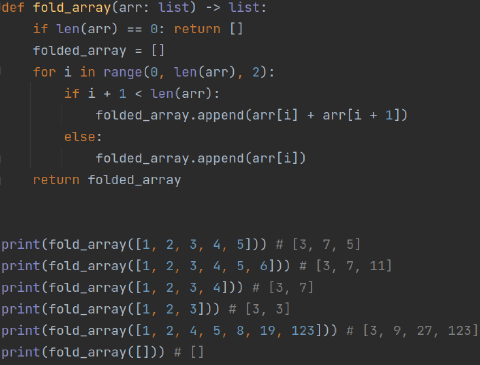 def fold_array(arr: list) -> list:
    if len(arr) == 0: return []
    folded_array = []
    for i in range(0, len(arr), 2):
        if i + 1 < len(arr):
            folded_array.append(arr[i] + arr[i + 1])
        else:
            folded_array.append(arr[i])
    return folded_array
print(fold_array([1, 2, 3, 4, 5])) # [3, 7, 5]
print(fold_array([1, 2, 3, 4, 5, 6])) # [3, 7, 11]
print(fold_array([1, 2, 3, 4])) # [3, 7]
print(fold_array([1, 2, 3])) # [3, 3]
print(fold_array([1, 2, 4, 5, 8, 19, 123])) # [3, 9, 27, 123]
print(fold_array([])) # []